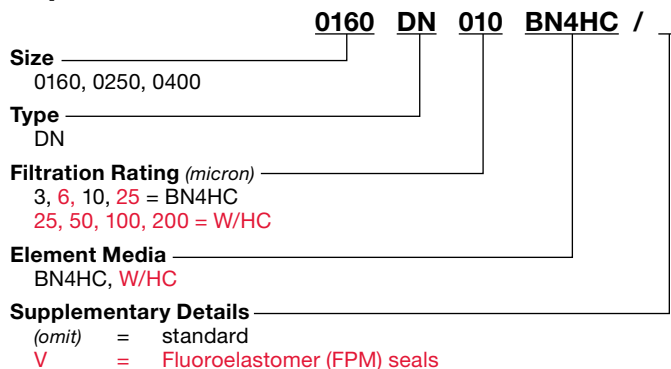 0160 DN 010 BN4HC /
Size
0160, 0250, 0400
Type
DN
Filtration Rating (micron)
3, 6, 10, 25 = BN4HC
25, 50, 100, 200 = W/HC
Element Media
BN4HC, W/HC
Supplementary Details
(omit) = standard
V = Fluoroelastomer (FPM) seals